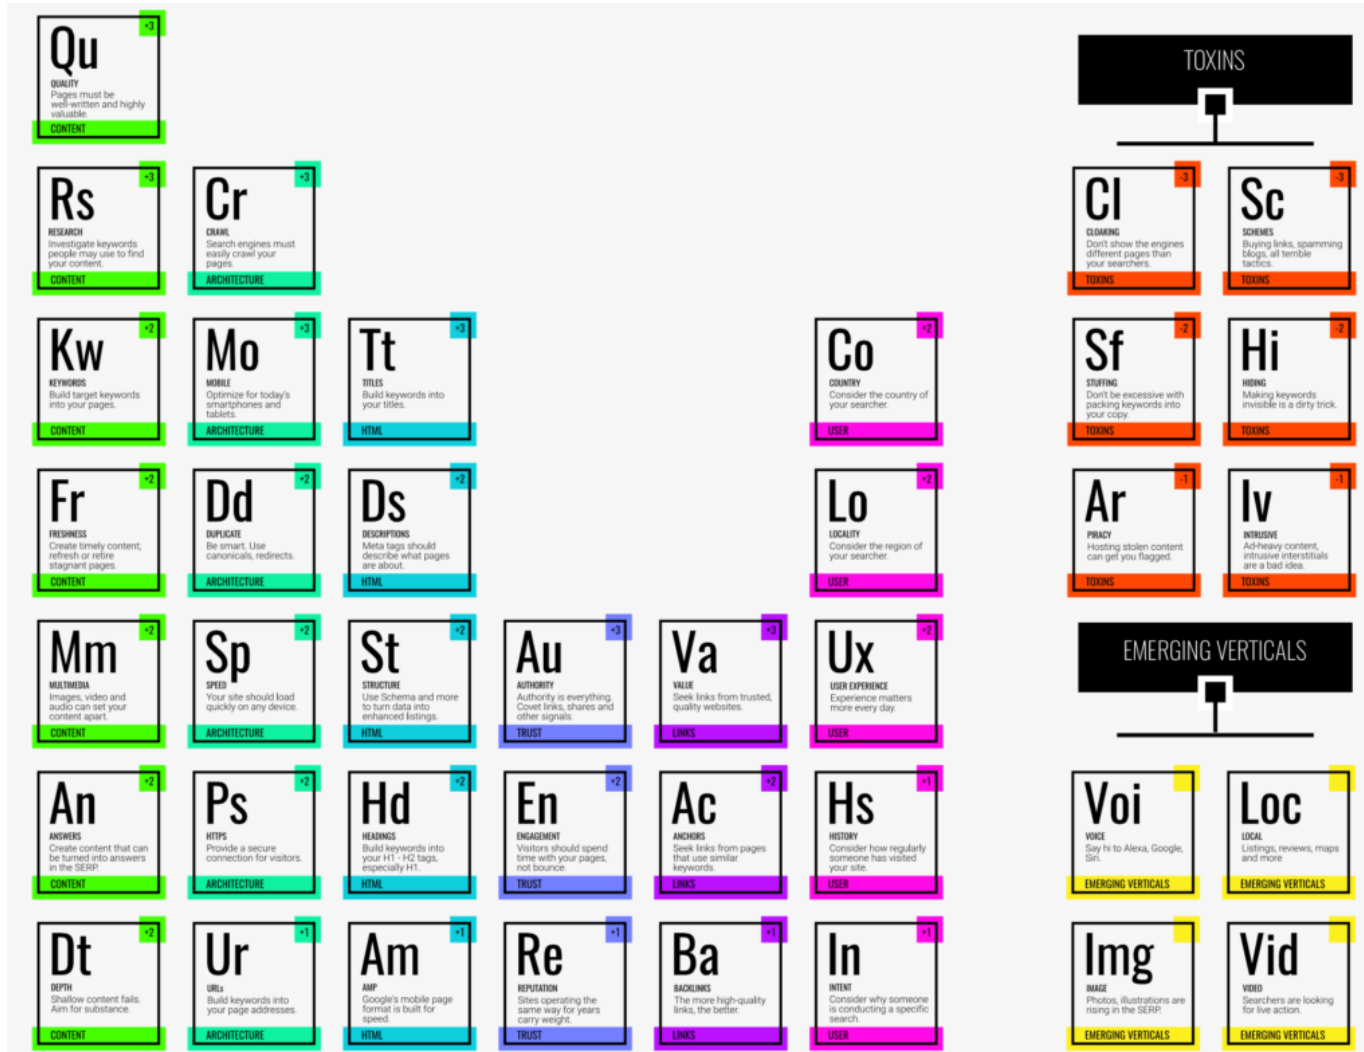 +3
Qu
QUALITY
Pages must be
well-written and highly
valuable.
CONTENT
TOXINS
+3
Rs
RESEARCH
Investigate keywords
people may use to find
your content.
CONTENT
+3
Cr
CRAWL
Search engines must
easily crawl your
pages.
ARCHITECTURE
-3
Cl
CLOAKING
Don't show the engines
different pages than
your searchers.
TOXINS
-3
Sc
SCHEMES
Buying links, spamming
blogs, all terrible
tactics.
TOXINS
+2
Kw
KEYWORDS
Build target keywords
into your pages.
CONTENT
+3
Mo
MOBILE
Optimize for today's
smartphones and
tablets.
ARCHITECTURE
+3
Tt
TITLES
Build keywords into
your titles.
HTML
+2
Co
COUNTRY
Consider the country of
your searcher.
USER
-2
Sf
STUFFING
Don't be excessive with
packing keywords into
your copy.
TOXINS
-2
Hi
HIDING
Making keywords
invisible is a dirty trick.
TOXINS
+2
Fr
FRESHNESS
Create timely content;
refresh or retire
stagnant pages.
CONTENT
+2
Dd
DUPLICATE
Be smart. Use
canonicals, redirects.
ARCHITECTURE
+2
Ds
DESCRIPTIONS
Meta tags should
describe what pages
are about.
HTML
+2
Lo
LOCALITY
Consider the region of
your searcher.
USER
-1
Ar
PIRACY
Hosting stolen content
can get you flagged.
TOXINS
-1
Iv
INTRUSIVE
Ad-heavy content,
intrusive interstitials
are a bad idea.
TOXINS
+2
Mm
MULTIMEDIA
Images, video and
audio can set your
content apart.
CONTENT
+2
Sp
SPEED
Your site should load
quickly on any device.
ARCHITECTURE
+2
St
STRUCTURE
Use Schema and more
to turn data into
enhanced listings.
HTML
+3
Au
AUTHORITY
Authority is everything.
Covet links, shares and
other signals.
TRUST
+3
Va
VALUE
Seek links from trusted,
quality websites.
LINKS
+2
Ux
USER EXPERIENCE
Experience matters
more every day.
USER
EMERGING VERTICALS
+2
An
ANSWERS
Create content that can
be turned into answers
in the SERP.
CONTENT
+2
Ps
HTTPS
Provide a secure
connection for visitors.
ARCHITECTURE
+2
Hd
HEADINGS
Build keywords into
your H1 - H2 tags,
especially H1.
HTML
+2
En
ENGAGEMENT
Visitors should spend
time with your pages,
not bounce.
TRUST
+2
Ac
ANCHORS
Seek links from pages
that use similar
keywords.
LINKS
+1
Hs
HISTORY
Consider how regularly
someone has visited
your site.
USER
Voi
VOICE
Say hi to Alexa, Google,
Siri.
EMERGING VERTICALS
Loc
LOCAL
Listings, reviews, maps
and more
EMERGING VERTICALS
+2
Dt
DEPTH
Shallow content fails.
Aim for substance.
CONTENT
+1
Ur
URLs
Build keywords into
your page addresses.
ARCHITECTURE
+1
Am
AMP
Google's mobile page
format is built for
speed.
HTML
+1
Re
REPUTATION
Sites operating the
same way for years
carry weight.
TRUST
+1
Ba
BACKLINKS
The more high-quality
links, the better.
LINKS
+1
In
INTENT
Consider why someone
is conducting a specific
search.
USER
Img
IMAGE
Photos, illustrations are
rising in the SERP.
EMERGING VERTICALS
Vid
VIDEO
Searchers are looking
for live action.
EMERGING VERTICALS